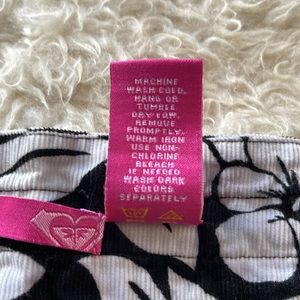 MACHINE
WASH COLD.
HANG OR
TUMBLE
DRY LOW.
REMOVE
PROMPTLY.
WARM IRON
USE NON-
CHLORINE
BLEACH
IF NEEDED
WASH DARK
COLORS
SEPARATELY